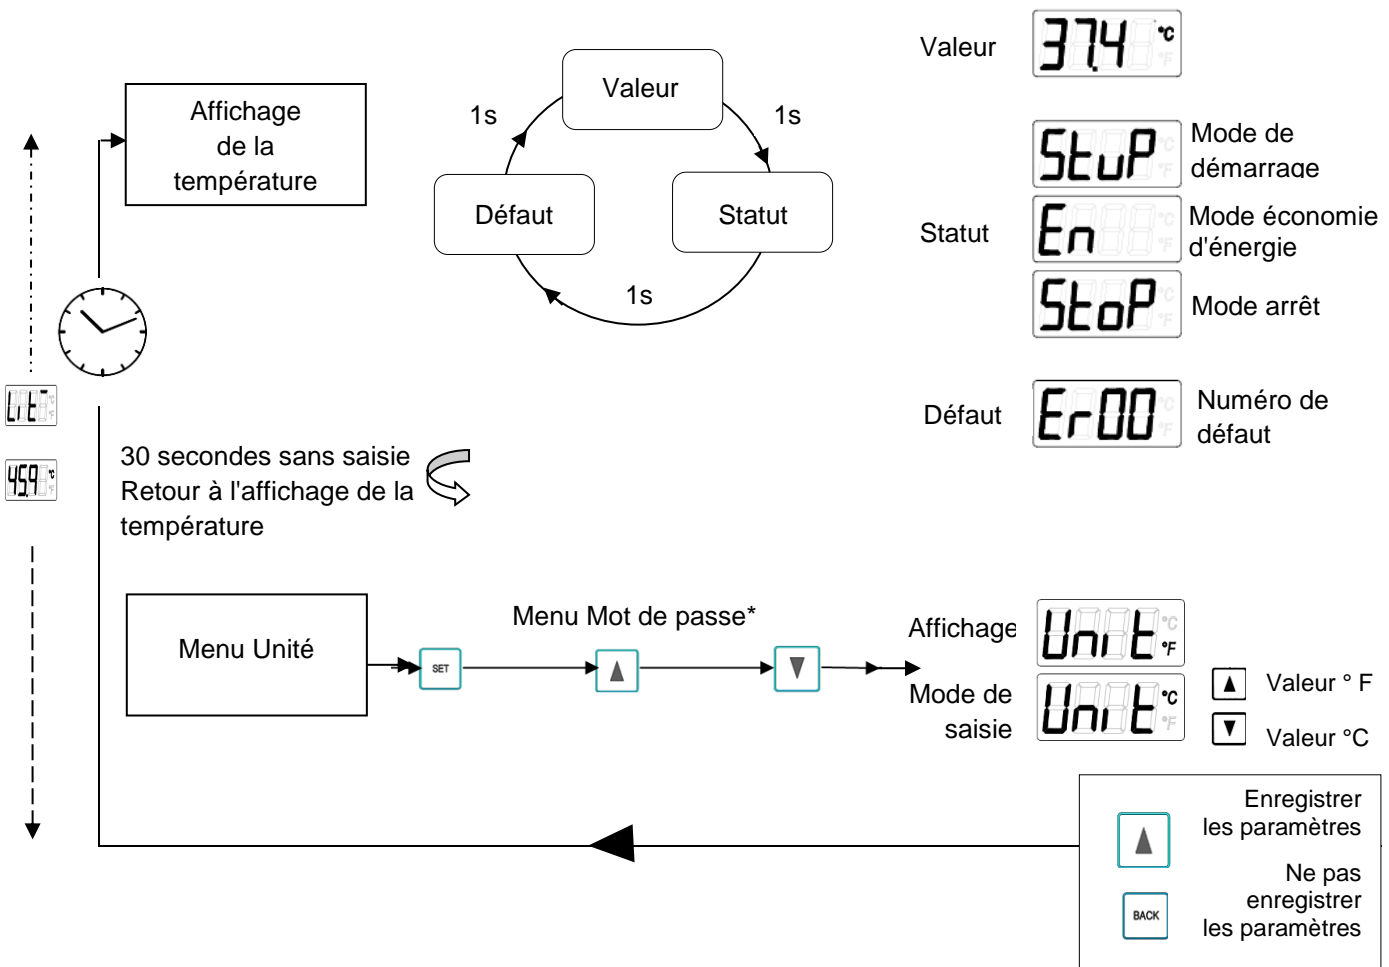 Valeur
37.4 °C °F
Affichage
de la
température
Valeur
1s
1s
StuP °C °F
Mode de
démarrage
Défaut
Statut
Statut
En °C °F
Mode économie
d'énergie
1s
StoP °C °F
Mode arrêt
Lit
45.9 °C
Défaut
Er00 °C °F
Numéro de
défaut
30 secondes sans saisie
Retour à l'affichage de la
température
Menu Unité
SET
Menu Mot de passe*
Affichage
Unit °C °F
Mode de
saisie
Unit °C °F
Valeur ° F
Valeur °C
Enregistrer
les paramètres
Ne pas
enregistrer
les paramètres
BACK